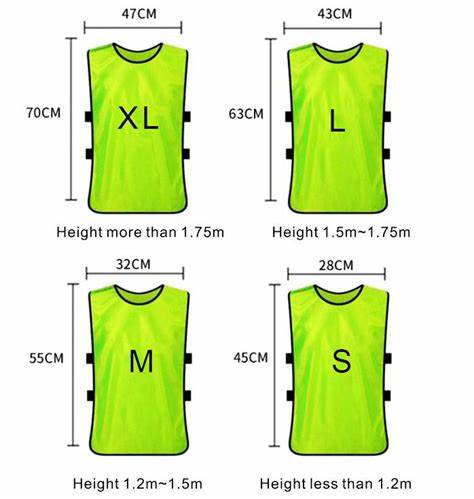 47CM
43CM
70CM
XL
63CM
L
Height more than 1.75m
Height 1.5m~1.75m
32CM
28CM
55CM
M
45CM
S
Height 1.2m~1.5m
Height less than 1.2m